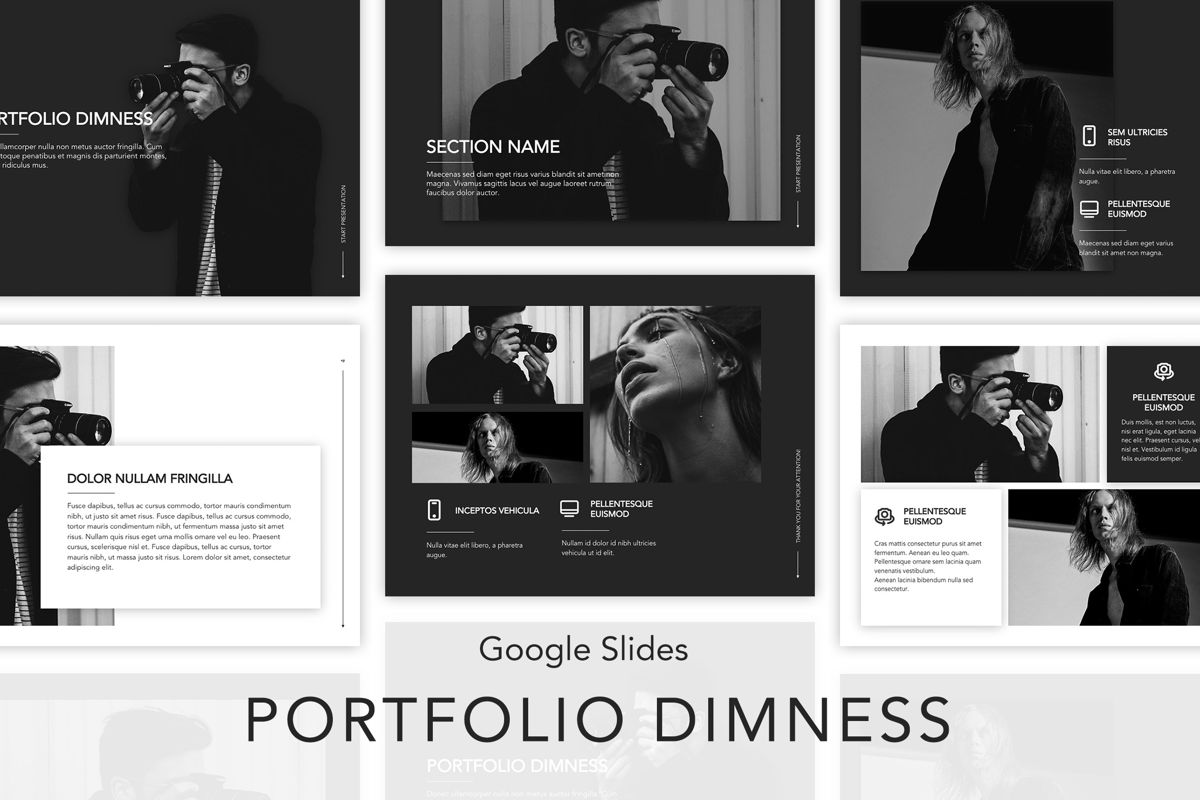 RTFOLIO DIMNESS
llamcorper nulla non metus auctor fringilla. Cum
toque penatibus et magnis dis parturient montes,
ridiculus mus.
START PRESENTATION
SECTION NAME
Maecenas sed diam eget risus varius blandit sit amet non
magna. Vivamus sagittis lacus vel augue laoreet rutrum
faucibus dolor auctor.
START PRESENTATION
SEM ULTRICIES
RISUS
Nulla vitae elit libero, a pharetra
augue.
PELLENTESQUE
EUISMOD
Maecenas sed diam eget varius
blandit sit amet non magna.
DOLOR NULLAM FRINGILLA
Fusce dapibus, tellus ac cursus commodo, tortor mauris condimentum
nibh, ut fermentum massa justo sit amet risus. Fusce dapibus, tellus ac cursus commodo,
tortor mauris condimentum nibh, ut fermentum massa justo sit amet
risus. Nullam quis risus eget urna mollis ornare vel eu leo. Praesent
cursus, scelerisque nisl et. Fusce dapibus, tellus ac cursus, tortor
mauris nibh, ut massa justo sit risus. Lorem dolor sit amet, consectetur
adipiscing elit.
4
Canon
INCEPTOS VEHICULA
Nulla vitae elit libero, a pharetra
augue.
PELLENTESQUE
EUISMOD
Nullam id dolor id nibh ultricies
vehicula ut id elit.
THANK YOU FOR YOUR ATTENTION!
PELLENTESQUE
EUISMOD
Duis mollis, est non luctus,
nisi erat ligula, eget lacinia
nec elit. Praesent cursus, vel
nisl et. Vestibulum id ligula
felis euismod semper.
PELLENTESQUE
EUISMOD
Cras mattis consectetur purus sit amet
fermentum. Aenean eu leo quam.
Pellentesque ornare sem lacinia quam
venenatis vestibulum.
Aenean lacinia bibendum nulla sed
consectetur.
Google Slides
PORTFOLIO DIMNESS
PORTFOLIO DIMNESS
Donec ullamcorper nulla non metus auctor fringilla. Cum